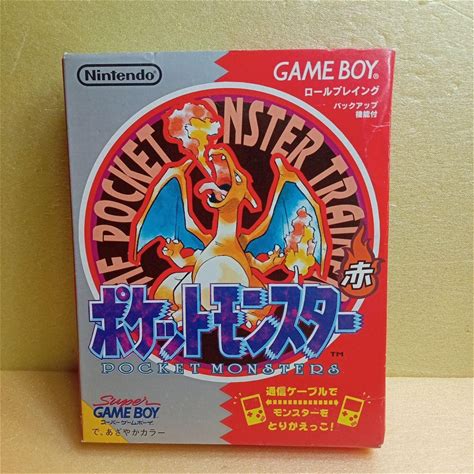 Nintendo
GAME BOY®
ロールプレイング
バックアップ
機能付
THE POCKET MONSTER TRAINER
赤
ポケットモンスター
TM
POCKET MONSTERS
Super
GAME BOY
スーパーゲームボーイ
で、あざやかカラー
通信ケーブルで
モンスターを
とりかえっこ!